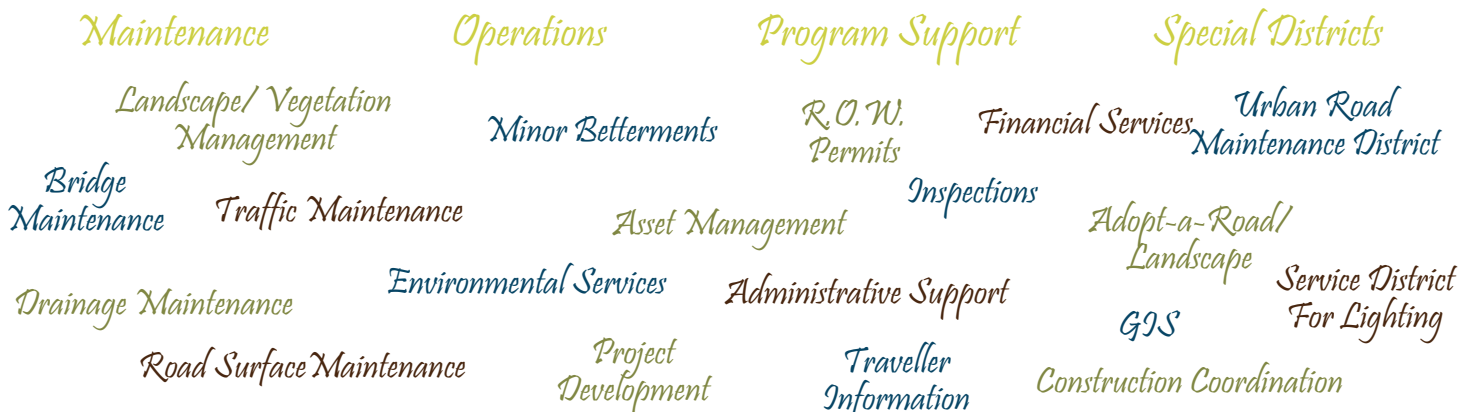 Maintenance
Operations
Program Support
Special Districts
Landscape/ Vegetation
Management
Minor Betterments
R.O.W.
Permits
Financial Services
Urban Road
Maintenance District
Bridge
Maintenance
Traffic Maintenance
Asset Management
Inspections
Adopt-a-Road/
Landscape
Drainage Maintenance
Environmental Services
Administrative Support
GIS
Service District
For Lighting
Road Surface Maintenance
Project
Development
Traveller
Information
Construction Coordination